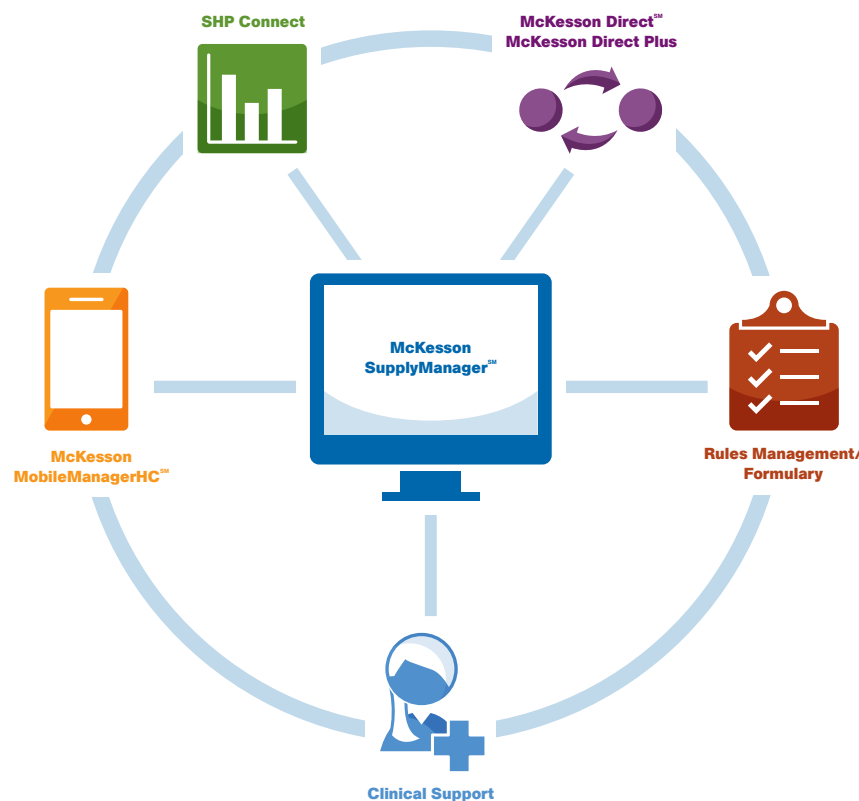 SHP Connect
McKesson Direct℠
McKesson Direct Plus
McKesson
SupplyManager℠
McKesson
MobileManagerHC℠
Rules Management/
Formulary
Clinical Support